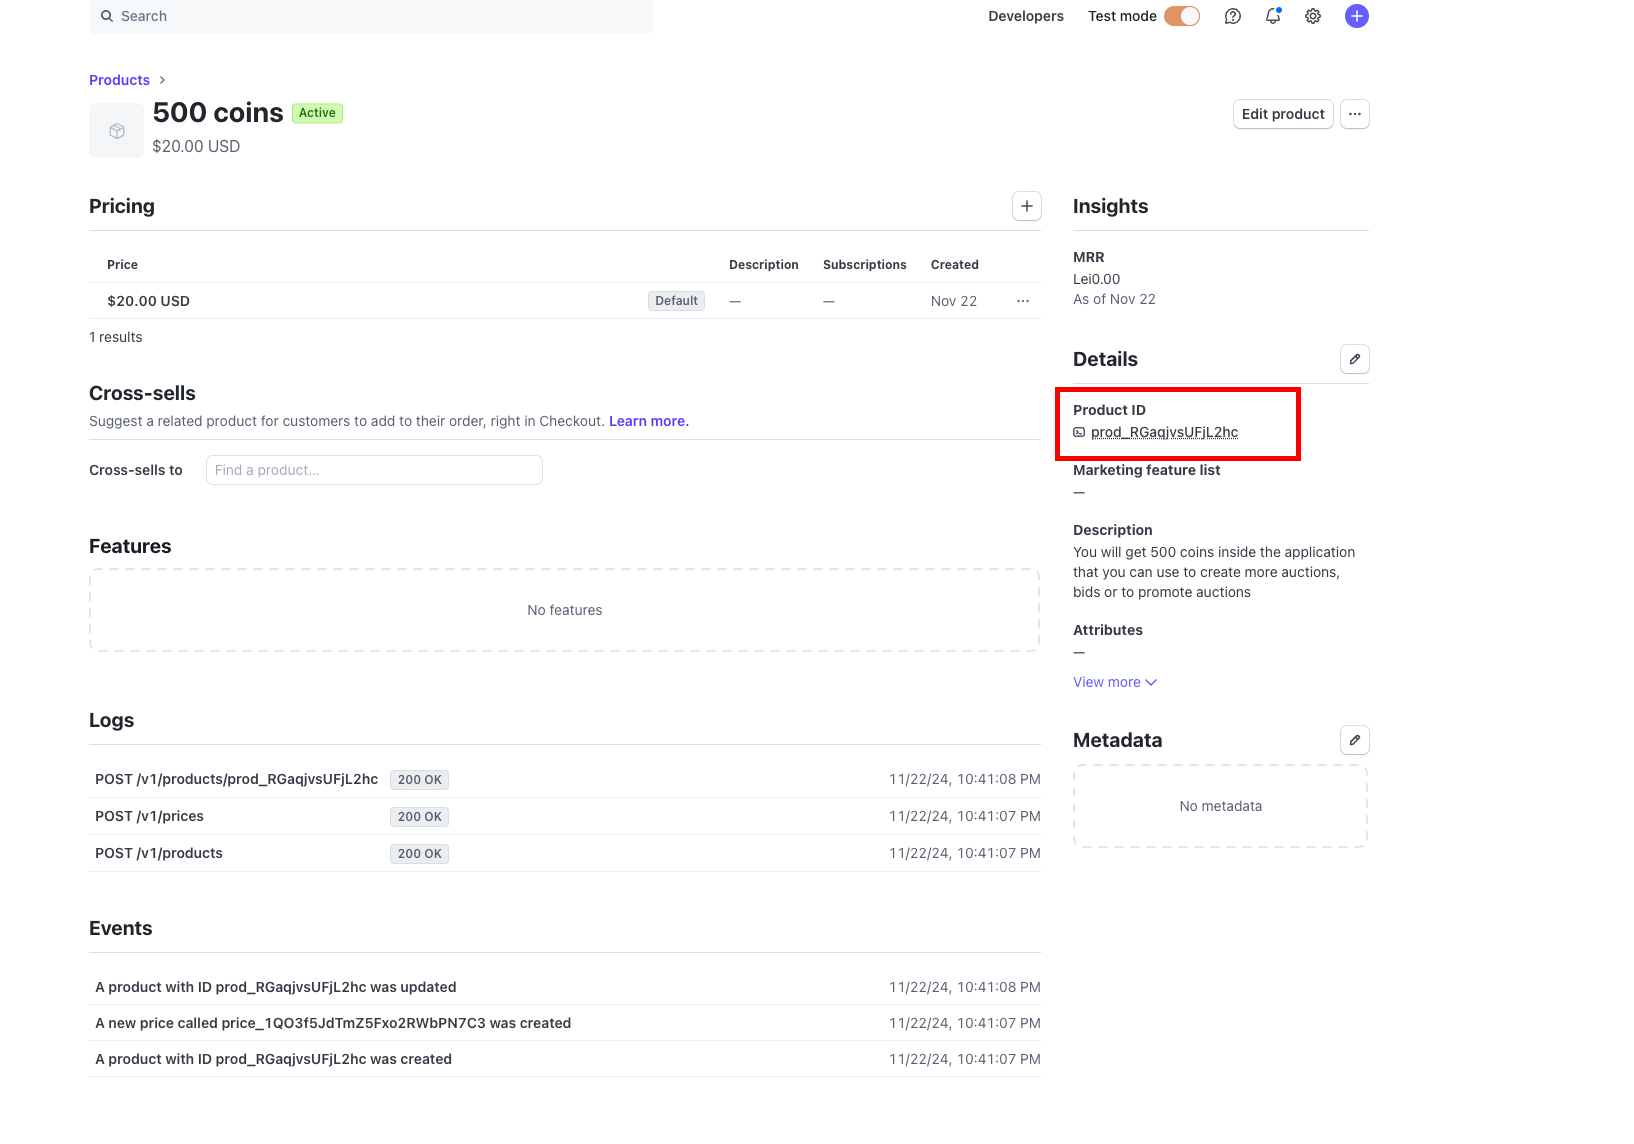 Search
Developers
Test mode
Products
500 coins
Active
$20.00 USD
Edit product
Pricing
Price Description Subscriptions Created
$20.00 USD Default — — Nov 22
1 results
Cross-sells
Suggest a related product for customers to add to their order, right in Checkout. Learn more.
Cross-sells to Find a product...
Features
No features
Logs
POST /v1/products/prod_RGaqjvsUFjL2hc 200 OK 11/22/24, 10:41:08 PM
POST /v1/prices 200 OK 11/22/24, 10:41:07 PM
POST /v1/products 200 OK 11/22/24, 10:41:07 PM
Events
A product with ID prod_RGaqjvsUFjL2hc was updated 11/22/24, 10:41:08 PM
A new price called price_1QO3f5JdTmZ5Fxo2RWbPN7C3 was created 11/22/24, 10:41:07 PM
A product with ID prod_RGaqjvsUFjL2hc was created 11/22/24, 10:41:07 PM
Insights
MRR
Lei0.00
As of Nov 22
Details
Product ID
prod_RGaqjvsUFjL2hc
Marketing feature list
—
Description
You will get 500 coins inside the application
that you can use to create more auctions,
bids or to promote auctions
Attributes
—
View more
Metadata
No metadata